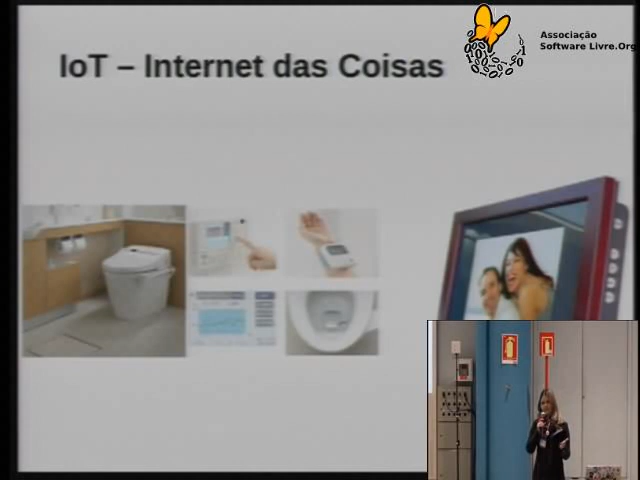 IoT – Internet das Coisas
Associação
Software Livre.Org